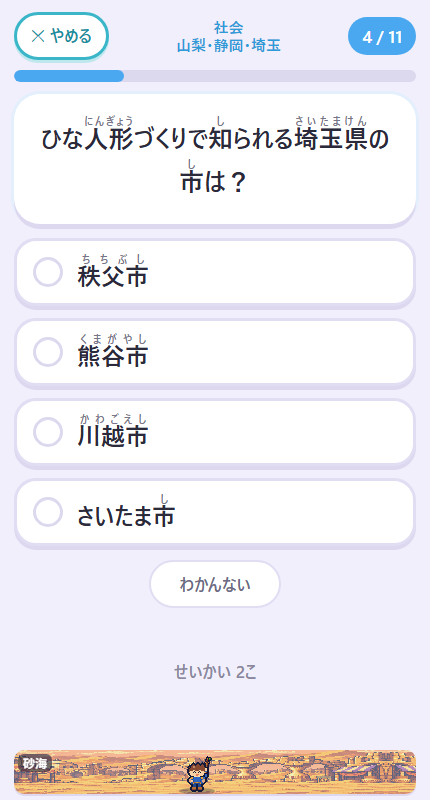 × やめる
社会
山梨・静岡・埼玉
4 / 11
ひな人形づくりで知られる埼玉県の
にんぎょう し さいたまけん
市は？
し
秩父市
ちちぶし
熊谷市
くまがやし
川越市
かわごえし
さいたま市
し
わかんない
せいかい 2こ
砂海